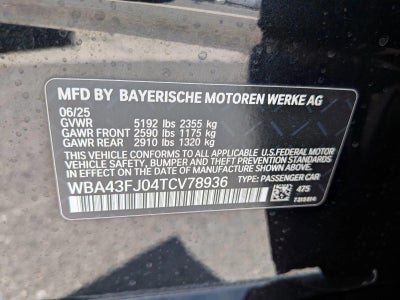 MFD BY BAYERISCHE MOTOREN WERKE AG
06/25
GVWR 5192 lbs 2355 kg
GAWR FRONT 2590 lbs 1175 kg
GAWR REAR 2910 lbs 1320 kg
THIS VEHICLE CONFORMS TO ALL APPLICABLE U.S.FEDERAL MOTOR
VEHICLE SAFETY, BUMPER AND THEFT PREVENTION STANDARDS
IN EFFECT ON THE DATE OF MANUFACTURE SHOWN ABOVE.
WBA43FJ04TCV78936 TYPE: PASSENGER CAR
475